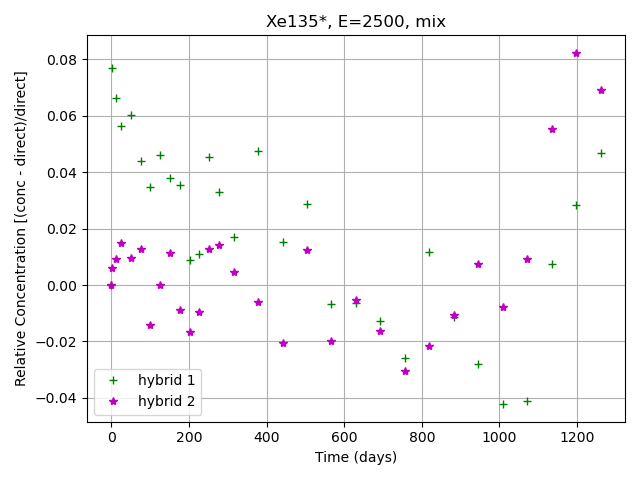 Xe135*, E=2500, mix
Relative Concentration [(conc - direct)/direct]
0.08
0.06
0.04
0.02
0.00
−0.02
−0.04
hybrid 1
hybrid 2
0 200 400 600 800 1000 1200
Time (days)